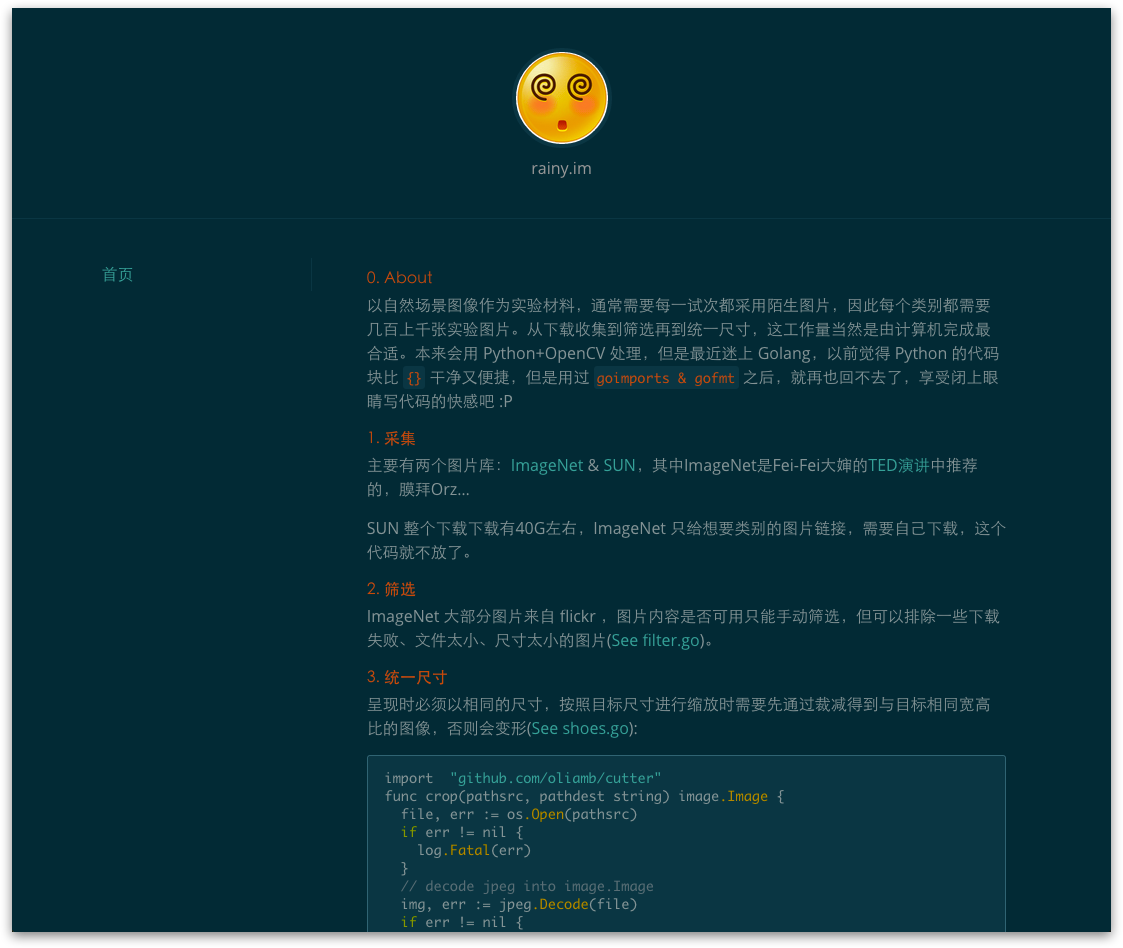 rainy.im
首页
0. About
以自然场景图像作为实验材料，通常需要每一试次都采用陌生图片，因此每个类别都需要
几百上千张实验图片。从下载收集到筛选再到统一尺寸，这工作量当然是由计算机完成最
合适。本来会用 Python+OpenCV 处理，但是最近迷上 Golang，以前觉得 Python 的代码
块比 {} 干净又便捷，但是用过 goimports & gofmt 之后，就再也回不去了，享受闭上眼
睛写代码的快感吧 :P
1. 采集
主要有两个图片库：ImageNet & SUN，其中ImageNet是Fei-Fei大婶的TED演讲中推荐
的，膜拜Orz...
SUN 整个下载下载有40G左右，ImageNet 只给想要类别的图片链接，需要自己下载，这个
代码就不放了。
2. 筛选
ImageNet 大部分图片来自 flickr ，图片内容是否可用只能手动筛选，但可以排除一些下载
失败、文件太小、尺寸太小的图片(See filter.go)。
3. 统一尺寸
呈现时必须以相同的尺寸，按照目标尺寸进行缩放时需要先通过裁减得到与目标相同宽高
比的图像，否则会变形(See shoes.go):
import  "github.com/oliamb/cutter"
func crop(pathsrc, pathdest string) image.Image {
  file, err := os.Open(pathsrc)
  if err != nil {
    log.Fatal(err)
  }
  // decode jpeg into image.Image
  img, err := jpeg.Decode(file)
  if err != nil {